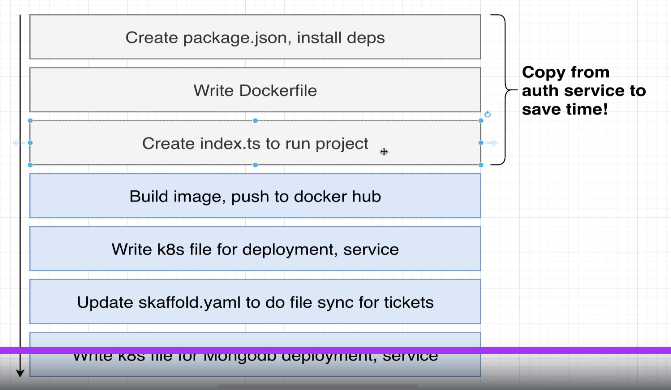 Create package.json, install deps
Copy from
auth service to
save time!
Write Dockerfile
Create index.ts to run project
Build image, push to docker hub
Write k8s file for deployment, service
Update skaffold.yaml to do file sync for tickets
Write k8s file for Mongodb deployment, service